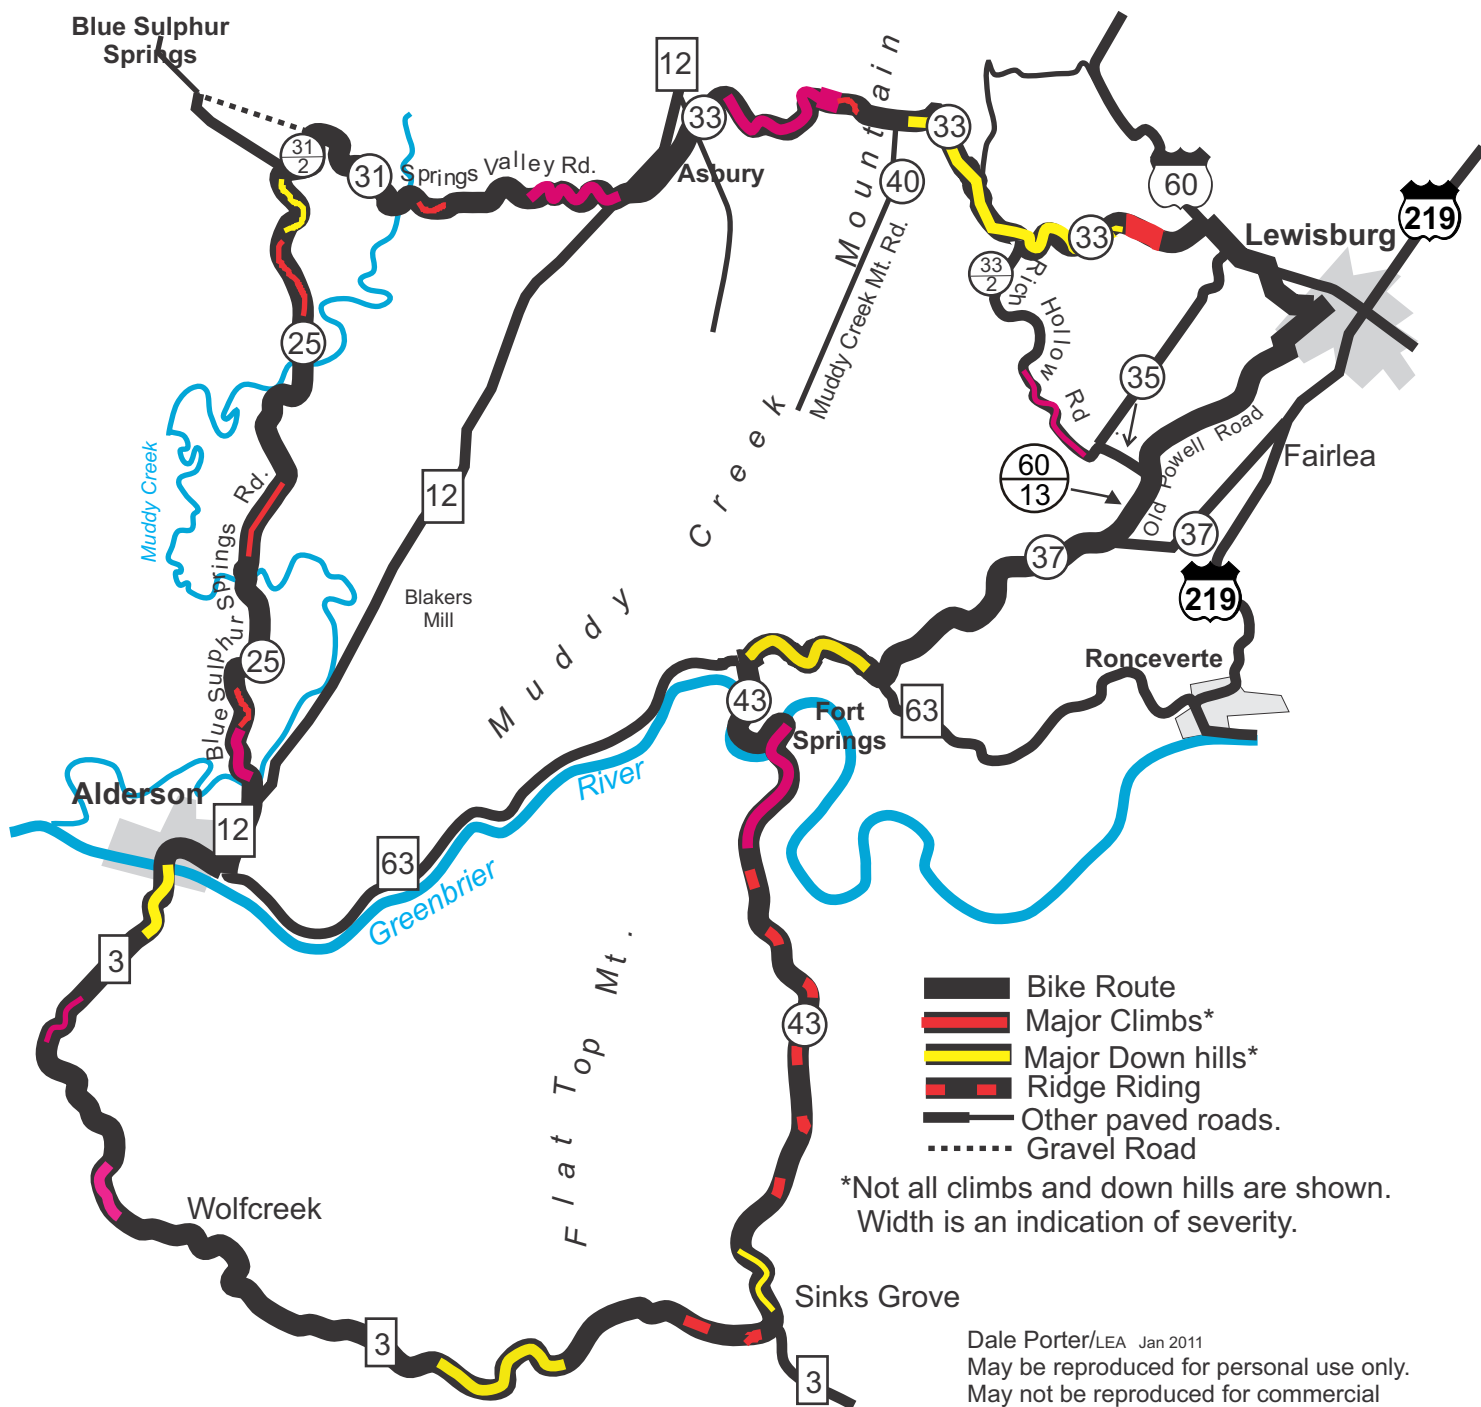 Blue Sulphur
Springs
12
33
Asbury
Springs Valley Rd.
31
2
31
Mountain
33
40
Muddy Creek Mt. Rd.
60
219
Lewisburg
33
33
2
Rich Hollow Rd.
35
25
Muddy Creek
12
Creek
Old Powell Road
Fairlea
60
13
37
37
219
Blue Sulphur Springs Rd.
Blue Sulphur Springs
Blakers
Mill
Muddy
25
Ronceverte
43
Fort
Springs
63
River
Alderson
12
63
Greenbrier
3
Flat Top Mt.
43
Bike Route
Major Climbs*
Major Down hills*
Ridge Riding
Other paved roads.
Gravel Road
*Not all climbs and down hills are shown.
Width is an indication of severity.
Wolfcreek
Sinks Grove
3
3
Dale Porter/LEA Jan 2011
May be reproduced for personal use only.
May not be reproduced for commercial